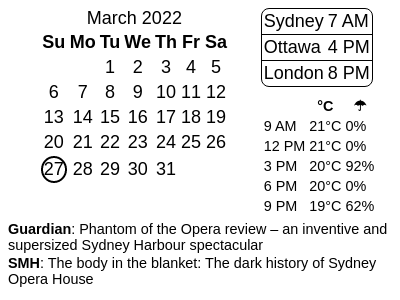 March 2022
Su Mo Tu We Th Fr Sa
1 2 3 4 5
6 7 8 9 10 11 12
13 14 15 16 17 18 19
20 21 22 23 24 25 26
27 28 29 30 31
Sydney 7 AM
Ottawa 4 PM
London 8 PM
°C ☂
9 AM 21°C 0%
12 PM 21°C 0%
3 PM 20°C 92%
6 PM 20°C 0%
9 PM 19°C 62%
Guardian: Phantom of the Opera review – an inventive and
supersized Sydney Harbour spectacular
SMH: The body in the blanket: The dark history of Sydney
Opera House